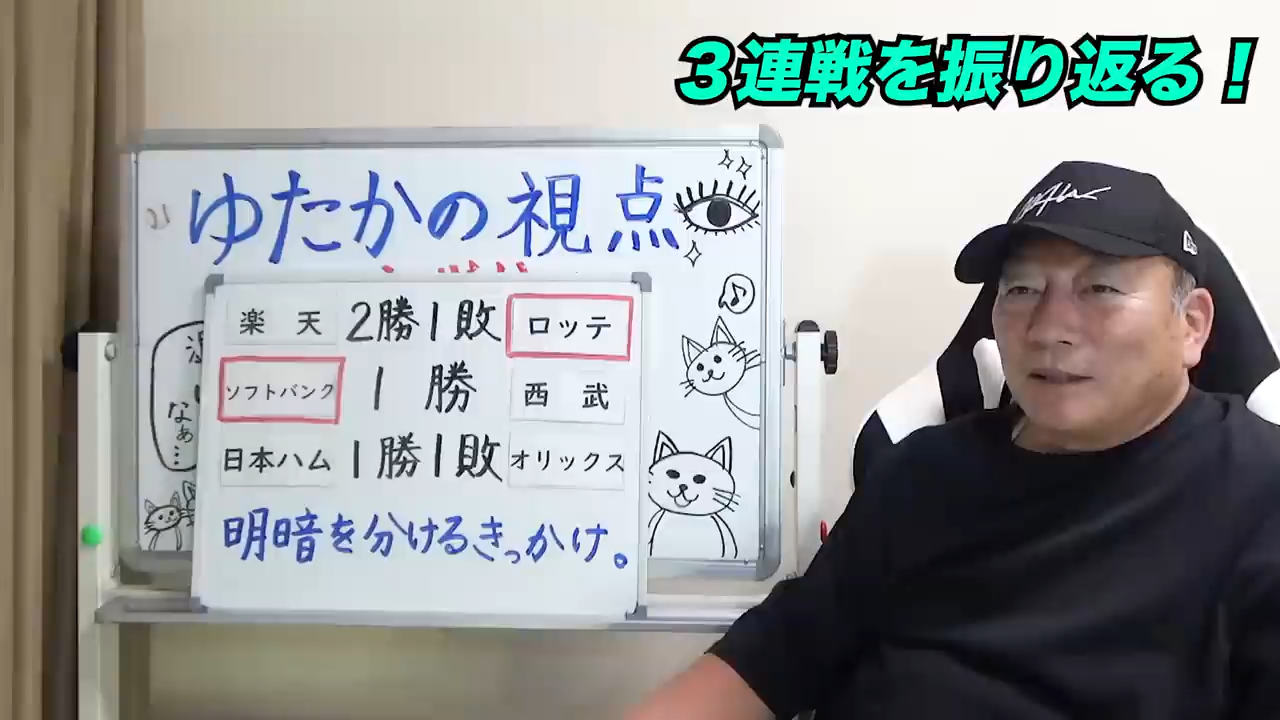 3連戦を振り返る！
ゆたかの視点
楽天 2勝1敗 ロッテ
ソフトバンク 1勝 西武
日本ハム 1勝1敗 オリックス
明暗を分けるきっかけ。
なぁ…